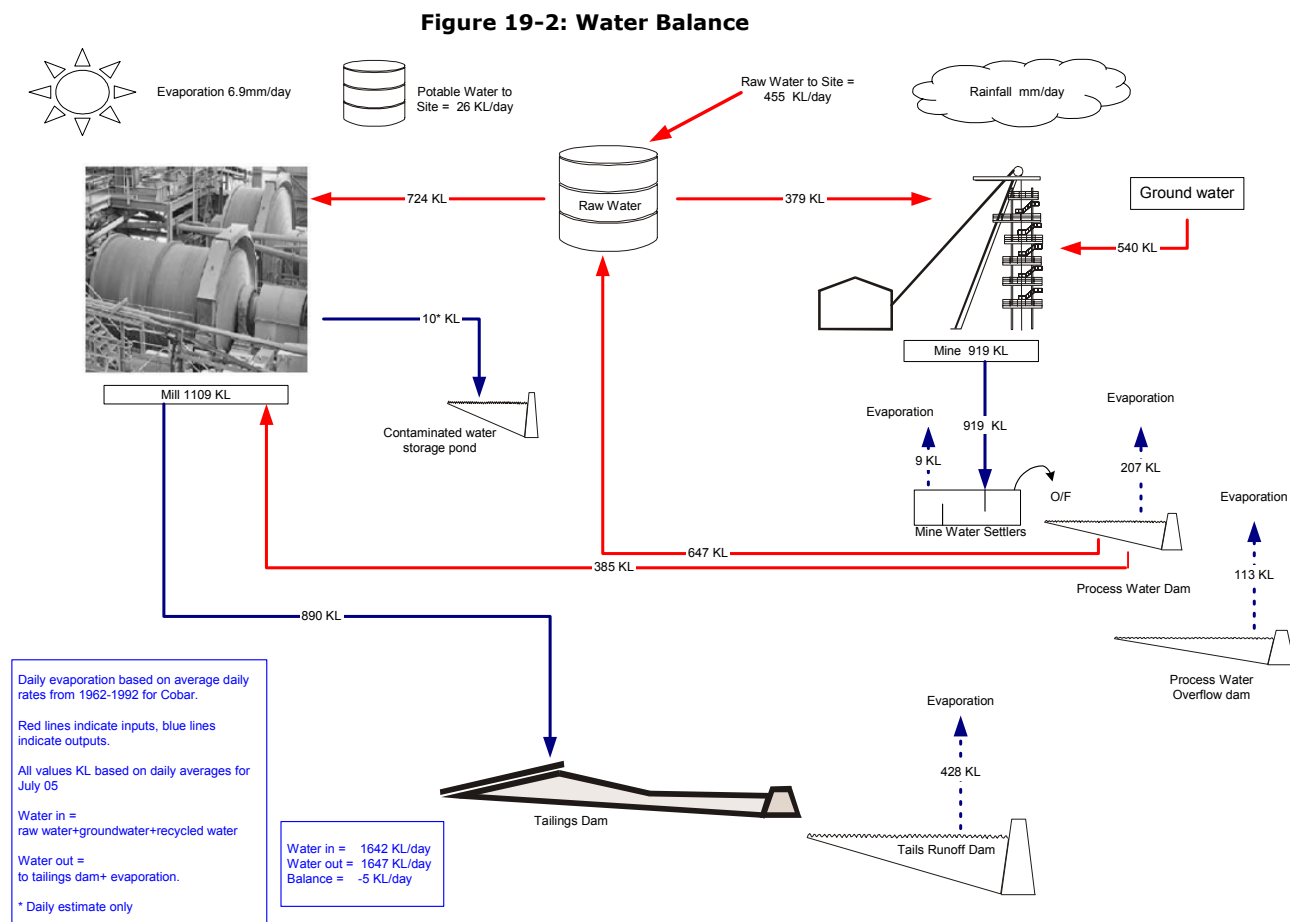 Figure 19-2: Water Balance
Evaporation 6.9mm/day
Potable Water to
Site = 26 KL/day
Raw Water to Site =
455 KL/day
Rainfall mm/day
724 KL
Raw Water
379 KL
Ground water
540 KL
10* KL
Mine 919 KL
Mill 1109 KL
Contaminated water
storage pond
Evaporation
9 KL
919 KL
Evaporation
207 KL
O/F
Mine Water Settlers
Evaporation
113 KL
647 KL
385 KL
Process Water Dam
890 KL
Process Water
Overflow dam
Daily evaporation based on average daily
rates from 1962-1992 for Cobar.
Red lines indicate inputs, blue lines
indicate outputs.
All values KL based on daily averages for
July 05
Water in =
raw water+groundwater+recycled water
Water out =
to tailings dam+ evaporation.
* Daily estimate only
Water in = 1642 KL/day
Water out = 1647 KL/day
Balance = -5 KL/day
Tailings Dam
Evaporation
428 KL
Tails Runoff Dam